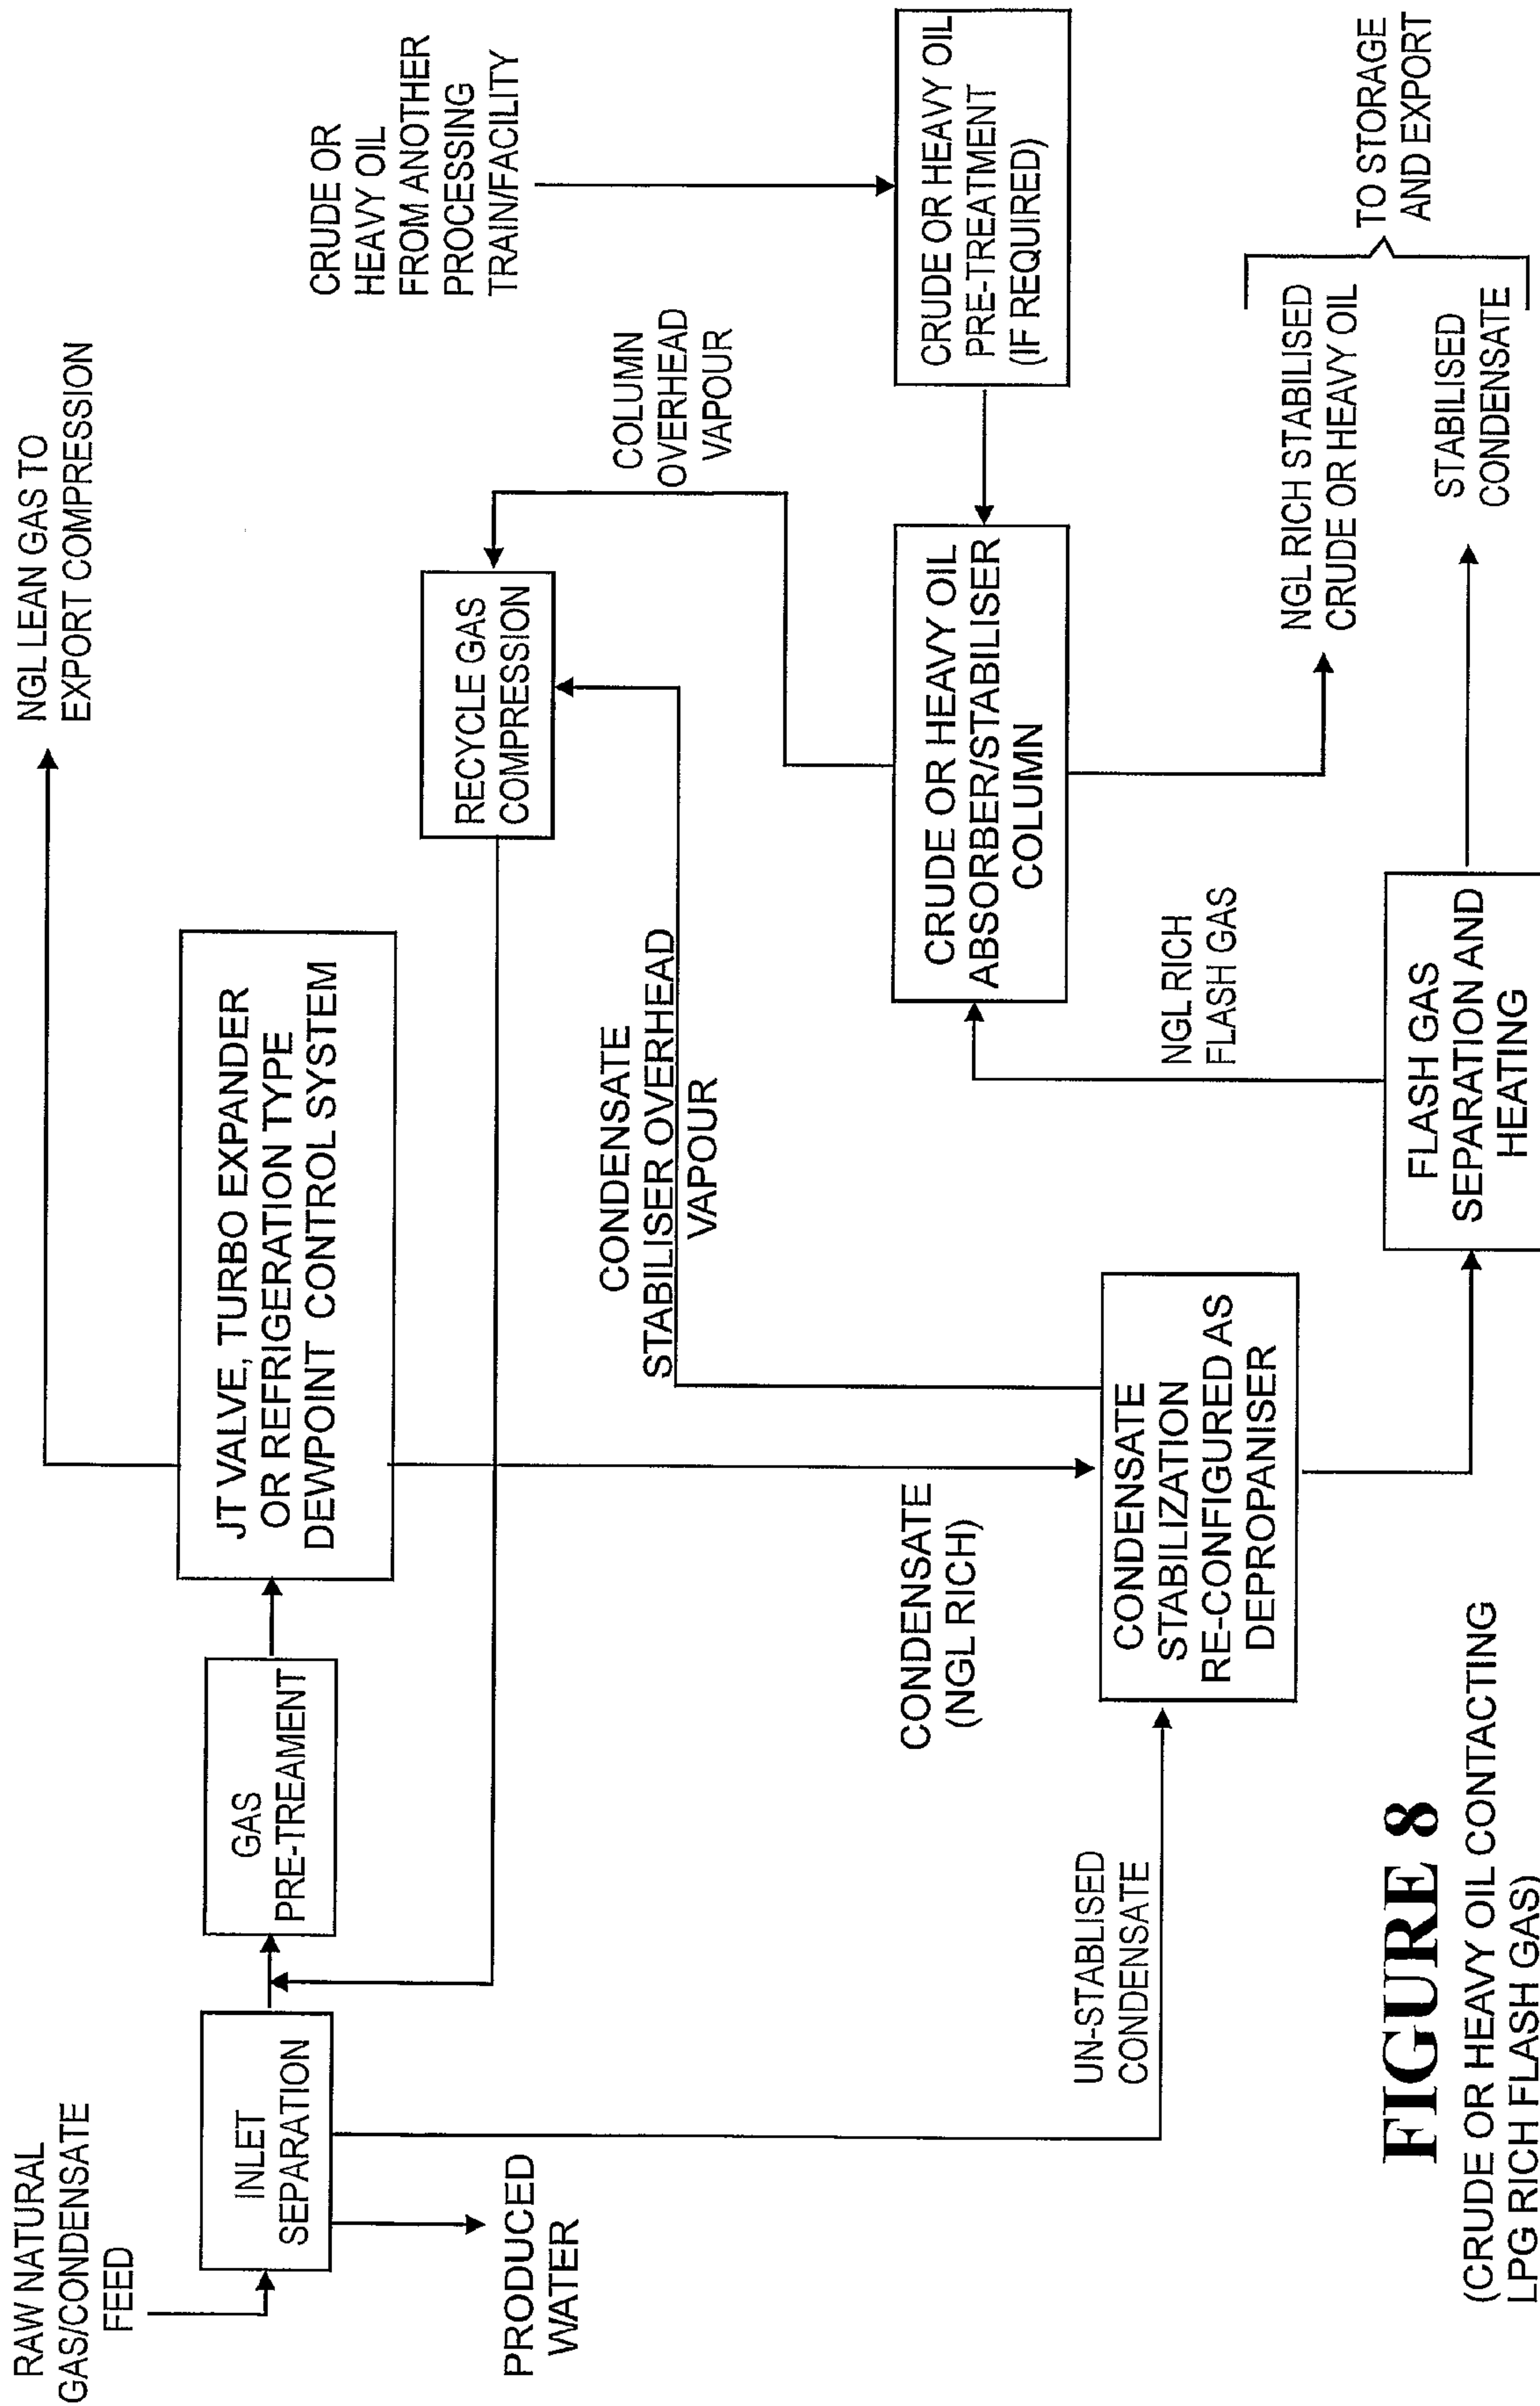 RAW NATURAL
GAS/CONDENSATE
FEED
INLET
SEPARATION
PRODUCED
WATER
GAS
PRE-TREAMENT
JT VALVE, TURBO EXPANDER
OR REFRIGERATION TYPE
DEWPOINT CONTROL SYSTEM
NGL LEAN GAS TO
EXPORT COMPRESSION
RECYCLE GAS
COMPRESSION
CONDENSATE
STABILISER OVERHEAD
VAPOUR
COLUMN
OVERHEAD
VAPOUR
CRUDE OR
HEAVY OIL
FROM ANOTHER
PROCESSING
TRAIN/FACILITY
CRUDE OR HEAVY OIL
PRE-TREATMENT
(IF REQUIRED)
CRUDE OR HEAVY OIL
ABSORBER/STABILISER
COLUMN
CONDENSATE
(NGL RICH)
UN-STABLISED
CONDENSATE
CONDENSATE
STABILIZATION
RE-CONFIGURED AS
DEPROPANISER
NGL RICH
FLASH GAS
FLASH GAS
SEPARATION AND
HEATING
NGL RICH STABILISED
CRUDE OR HEAVY OIL
STABILISED
CONDENSATE
TO STORAGE
AND EXPORT
FIGURE 8
(CRUDE OR HEAVY OIL CONTACTING
LPG RICH FLASH GAS)